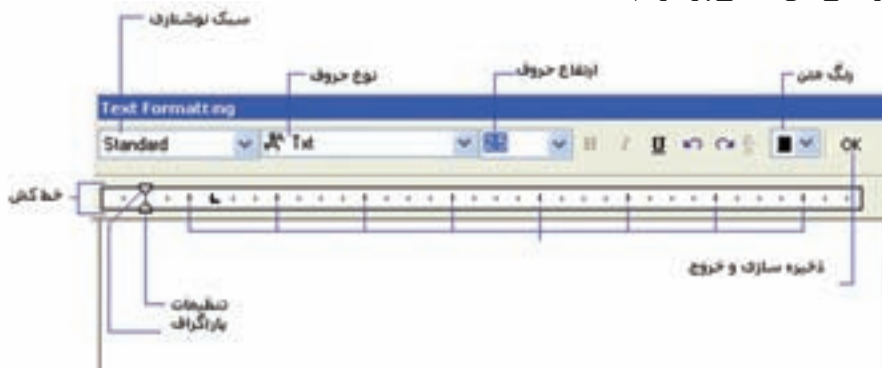 سبک نوشتاری
نوع حروف
ارتفاع حروف
رنگ متن
Text Formatting
Standard
Txt
B I U
OK
خط کش
ذخیره سازی و خروج
تنظیمات
پاراگراف